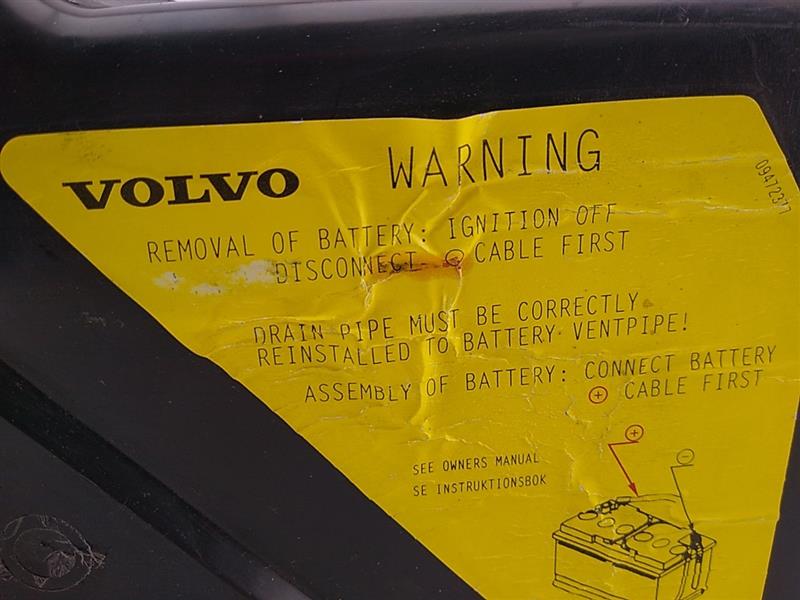 VOLVO WARNING
09472377
REMOVAL OF BATTERY: IGNITION OFF
DISCONNECT ⊖ CABLE FIRST
DRAIN PIPE MUST BE CORRECTLY
REINSTALLED TO BATTERY VENTPIPE!
ASSEMBLY OF BATTERY: CONNECT BATTERY
⊕ CABLE FIRST
SEE OWNERS MANUAL
SE INSTRUKTIONSBOK
⊕ ⊖